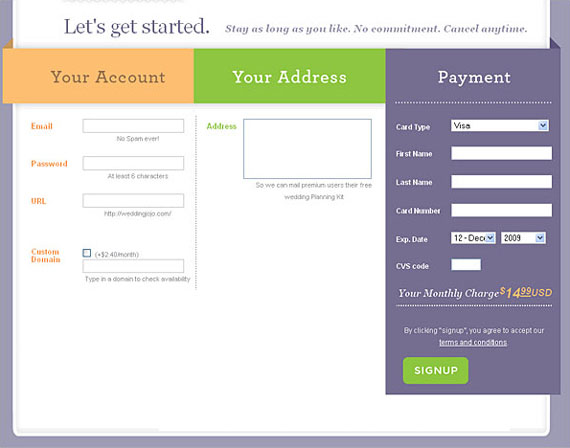 Let's get started. Stay as long as you like. No commitment. Cancel anytime.
Your Account
Your Address
Payment
Email
No Spam ever!
Password
At least 6 characters
URL
http://weddingjojo.com/
Custom
Domain
(+$2.40/month)
Type in a domain to check availability
Address
So we can mail premium users their free
wedding Planning Kit
Card Type Visa
First Name
Last Name
Card Number
Exp. Date 12-Dec 2009
CVS code
Your Monthly Charge $14.99USD
By clicking "signup", you agree to accept our
terms and conditions.
SIGNUP